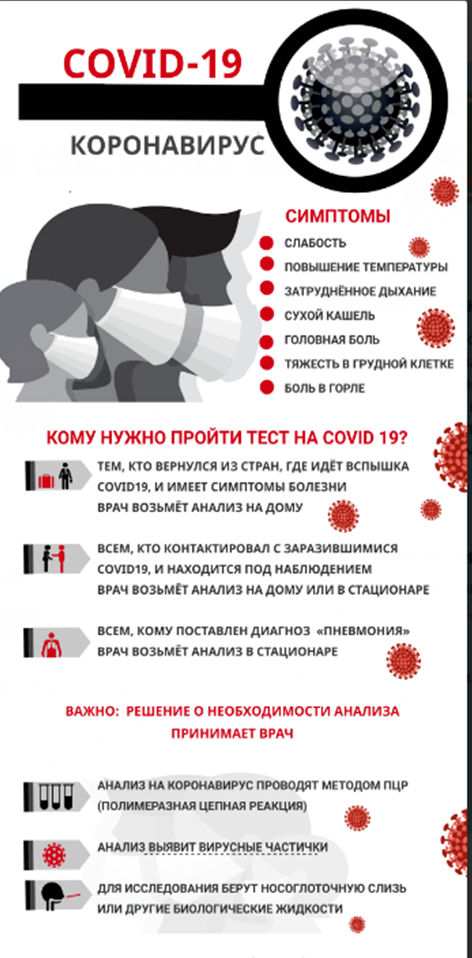 COVID-19
КОРОНАВИРУС
СИМПТОМЫ
СЛАБОСТЬ
ПОВЫШЕНИЕ ТЕМПЕРАТУРЫ
ЗАТРУДНЁННОЕ ДЫХАНИЕ
СУХОЙ КАШЕЛЬ
ГОЛОВНАЯ БОЛЬ
ТЯЖЕСТЬ В ГРУДНОЙ КЛЕТКЕ
БОЛЬ В ГОРЛЕ
КОМУ НУЖНО ПРОЙТИ ТЕСТ НА COVID 19?
ТЕМ, КТО ВЕРНУЛСЯ ИЗ СТРАН, ГДЕ ИДЁТ ВСПЫШКА
COVID19, И ИМЕЕТ СИМПТОМЫ БОЛЕЗНИ
ВРАЧ ВОЗЬМЁТ АНАЛИЗ НА ДОМУ
ВСЕМ, КТО КОНТАКТИРОВАЛ С ЗАРАЗИВШИМИСЯ
COVID19, И НАХОДИТСЯ ПОД НАБЛЮДЕНИЕМ
ВРАЧ ВОЗЬМЁТ АНАЛИЗ НА ДОМУ ИЛИ В СТАЦИОНАРЕ
ВСЕМ, КОМУ ПОСТАВЛЕН ДИАГНОЗ «ПНЕВМОНИЯ»
ВРАЧ ВОЗЬМЁТ АНАЛИЗ В СТАЦИОНАРЕ
ВАЖНО: РЕШЕНИЕ О НЕОБХОДИМОСТИ АНАЛИЗА
ПРИНИМАЕТ ВРАЧ
АНАЛИЗ НА КОРОНАВИРУС ПРОВОДЯТ МЕТОДОМ ПЦР
(ПОЛИМЕРАЗНАЯ ЦЕПНАЯ РЕАКЦИЯ)
АНАЛИЗ ВЫЯВИТ ВИРУСНЫЕ ЧАСТИЧКИ
ДЛЯ ИССЛЕДОВАНИЯ БЕРУТ НОСОГЛОТОЧНУЮ СЛИЗЬ
ИЛИ ДРУГИЕ БИОЛОГИЧЕСКИЕ ЖИДКОСТИ